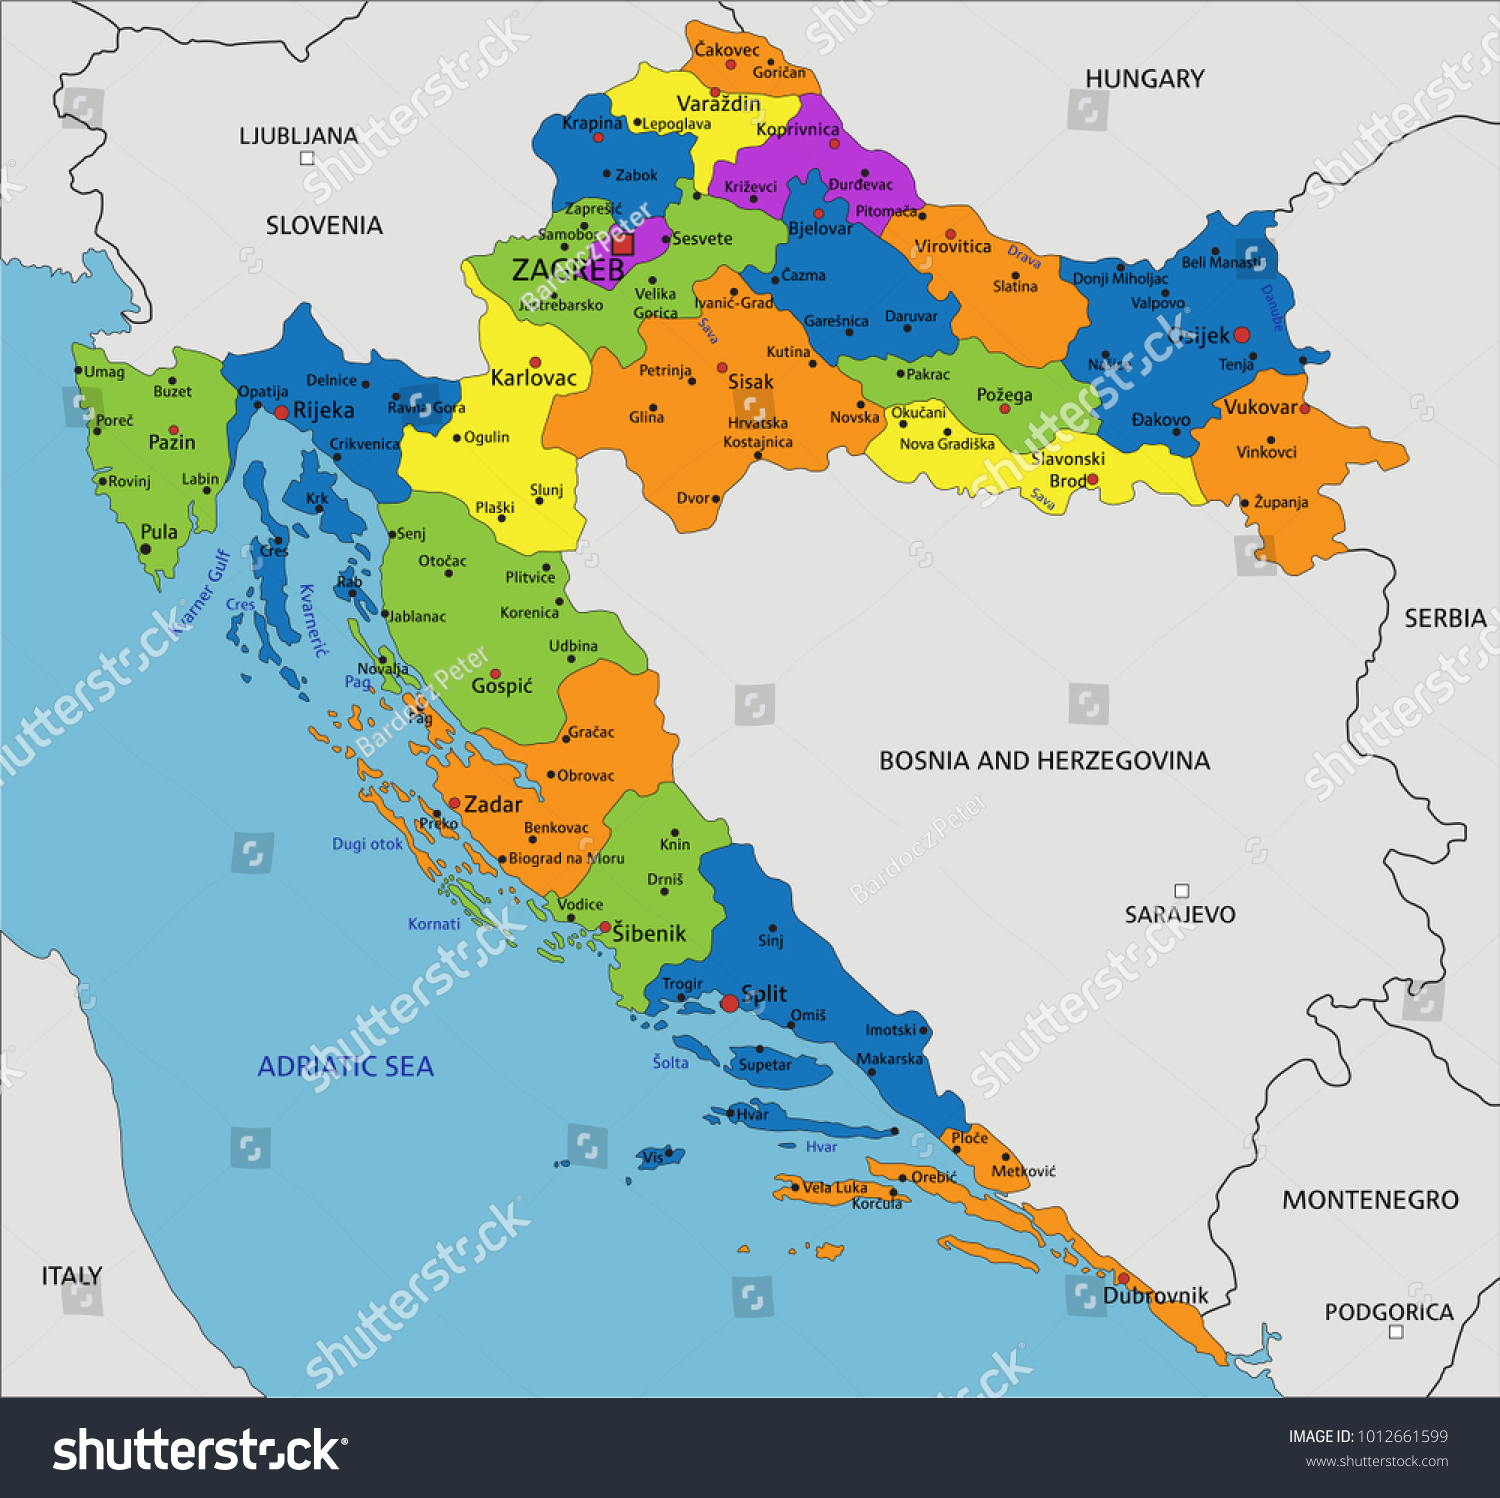 HUNGARY
LJUBLJANA
SLOVENIA
Čakovec
Goričan
Varaždin
Lepoglava
Krapina
Koprivnica
Zabok
Križevci
Đurđevac
Zaprešić
Samobor
Sesvete
Pitomača
Bjelovar
Virovitica
Drava
ZAGREB
Jastrebarsko
Velika
Gorica
Ivanić-Grad
Čazma
Slatina
Donji Miholjac
Beli Manastir
Valpovo
Danube
Sava
Garešnica
Daruvar
Osijek
Našice
Tenja
Umag
Buzet
Opatija
Delnice
Ravna Gora
Rijeka
Karlovac
Petrinja
Sisak
Kutina
Pakrac
Požega
Poreč
Pazin
Crikvenica
Ogulin
Glina
Hrvatska
Kostajnica
Novska
Okučani
Nova Gradiška
Đakovo
Vukovar
Vinkovci
Rovinj
Labin
Krk
Slunj
Plaški
Dvor
Slavonski
Brod
Sava
Županja
Pula
Cres
Senj
Otočac
Plitvice
Kvarner Gulf
Cres
Kvarnerić
Rab
Jablanac
Korenica
Udbina
SERBIA
Novalja
Pag
Gospić
Pag
Gračac
Obrovac
BOSNIA AND HERZEGOVINA
Zadar
Preko
Benkovac
Dugi otok
Biograd na Moru
Knin
Drniš
Kornati
Vodice
Šibenik
Sinj
SARAJEVO
Trogir
Split
Omiš
Imotski
ADRIATIC SEA
Šolta
Supetar
Makarska
Hvar
Hvar
Vis
Ploče
Metković
Orebić
Vela Luka
Korčula
MONTENEGRO
ITALY
Dubrovnik
PODGORICA
shutterstock
BardoczPeter
shutterstock
IMAGE ID: 1012661599
www.shutterstock.com